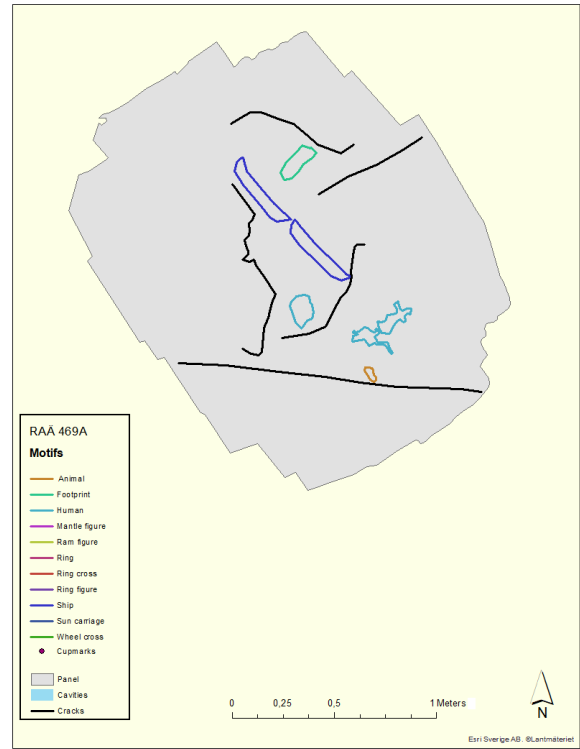 RAÄ 469A
Motifs
Animal
Footprint
Human
Mantle figure
Ram figure
Ring
Ring cross
Ring figure
Ship
Sun carriage
Wheel cross
Cupmarks
Panel
Cavities
Cracks
0 0,25 0,5 1 Meters
N
Esri Sverige AB. ©Lantmäteriet